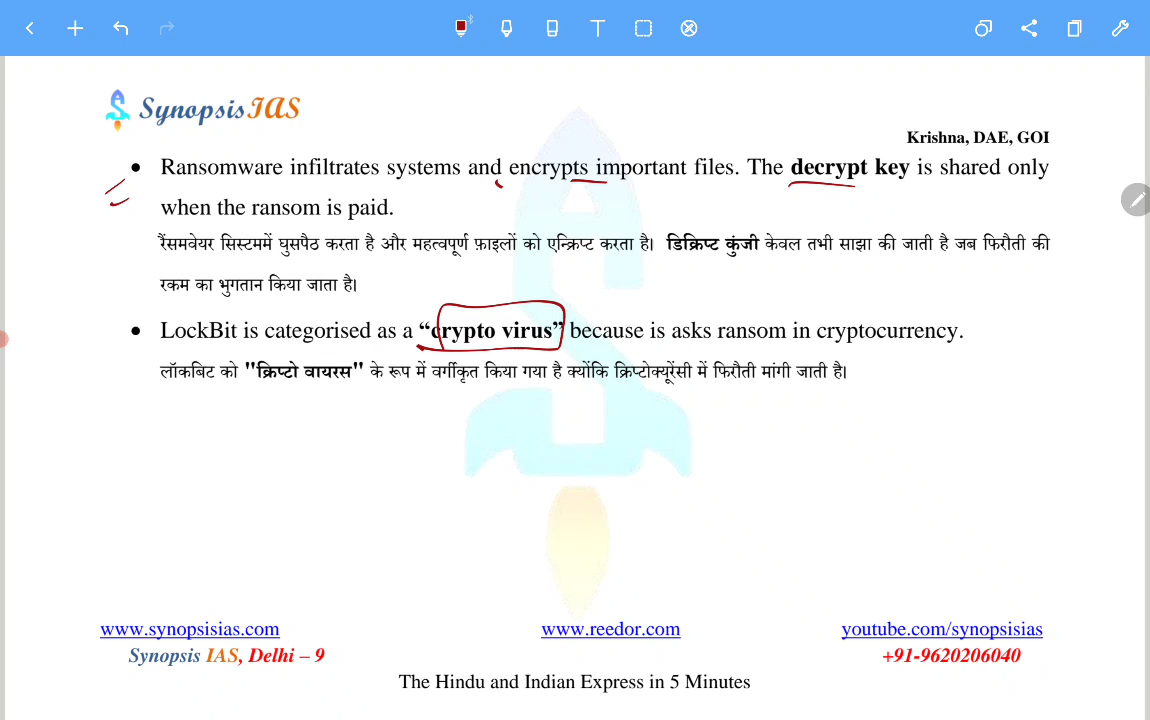 Synopsis IAS
Krishna, DAE, GOI
• Ransomware infiltrates systems and encrypts important files. The decrypt key is shared only
when the ransom is paid.
रैंसमवेयर सिस्टममें घुसपैठ करता है और महत्वपूर्ण फ़ाइलों को एन्क्रिप्ट करता है। डिक्रिप्ट कुंजी केवल तभी साझा की जाती है जब फिरौती की
रकम का भुगतान किया जाता है।
• LockBit is categorised as a “crypto virus” because is asks ransom in cryptocurrency.
लॉकबिट को "क्रिप्टो वायरस" के रूप में वर्गीकृत किया गया है क्योंकि क्रिप्टोक्यूरेंसी में फिरौती मांगी जाती है।
www.synopsisias.com www.reedor.com youtube.com/synopsisias
Synopsis IAS, Delhi – 9 +91-9620206040
The Hindu and Indian Express in 5 Minutes